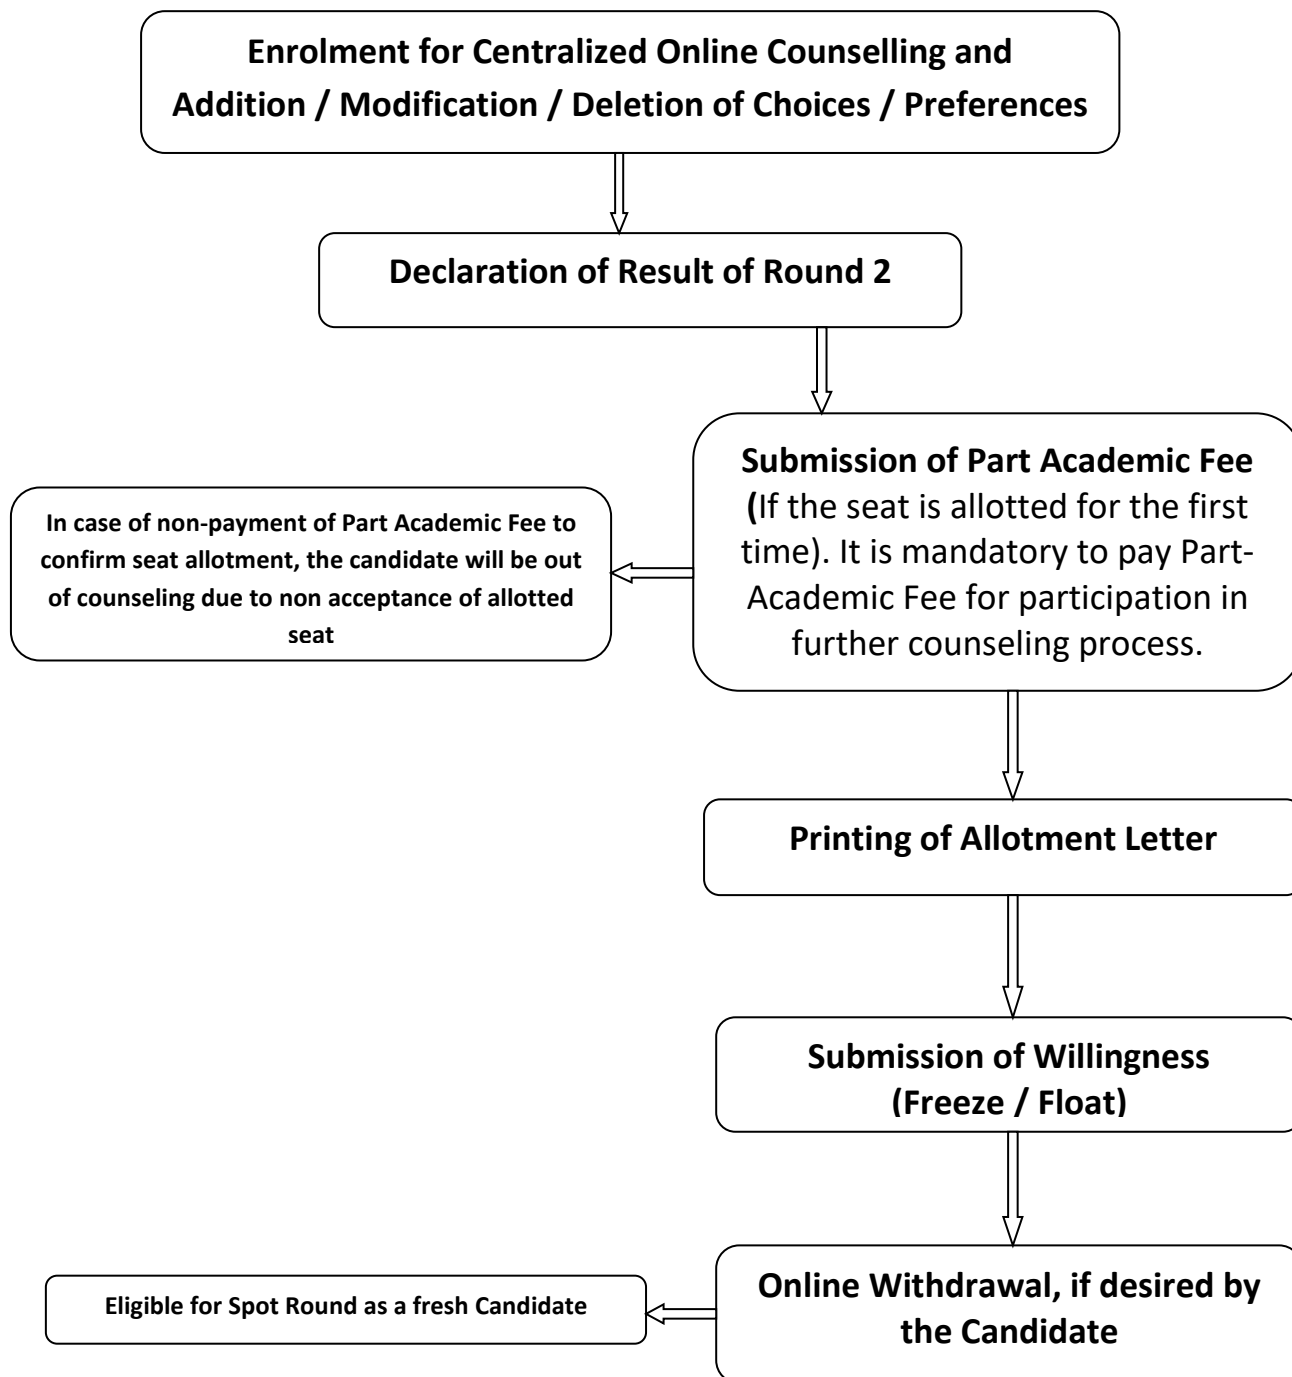 Enrolment for Centralized Online Counselling and
Addition / Modification / Deletion of Choices / Preferences
Declaration of Result of Round 2
Submission of Part Academic Fee
(If the seat is allotted for the first
time). It is mandatory to pay Part-
Academic Fee for participation in
further counseling process.
In case of non-payment of Part Academic Fee to
confirm seat allotment, the candidate will be out
of counseling due to non acceptance of allotted
seat
Printing of Allotment Letter
Submission of Willingness
(Freeze / Float)
Online Withdrawal, if desired by
the Candidate
Eligible for Spot Round as a fresh Candidate